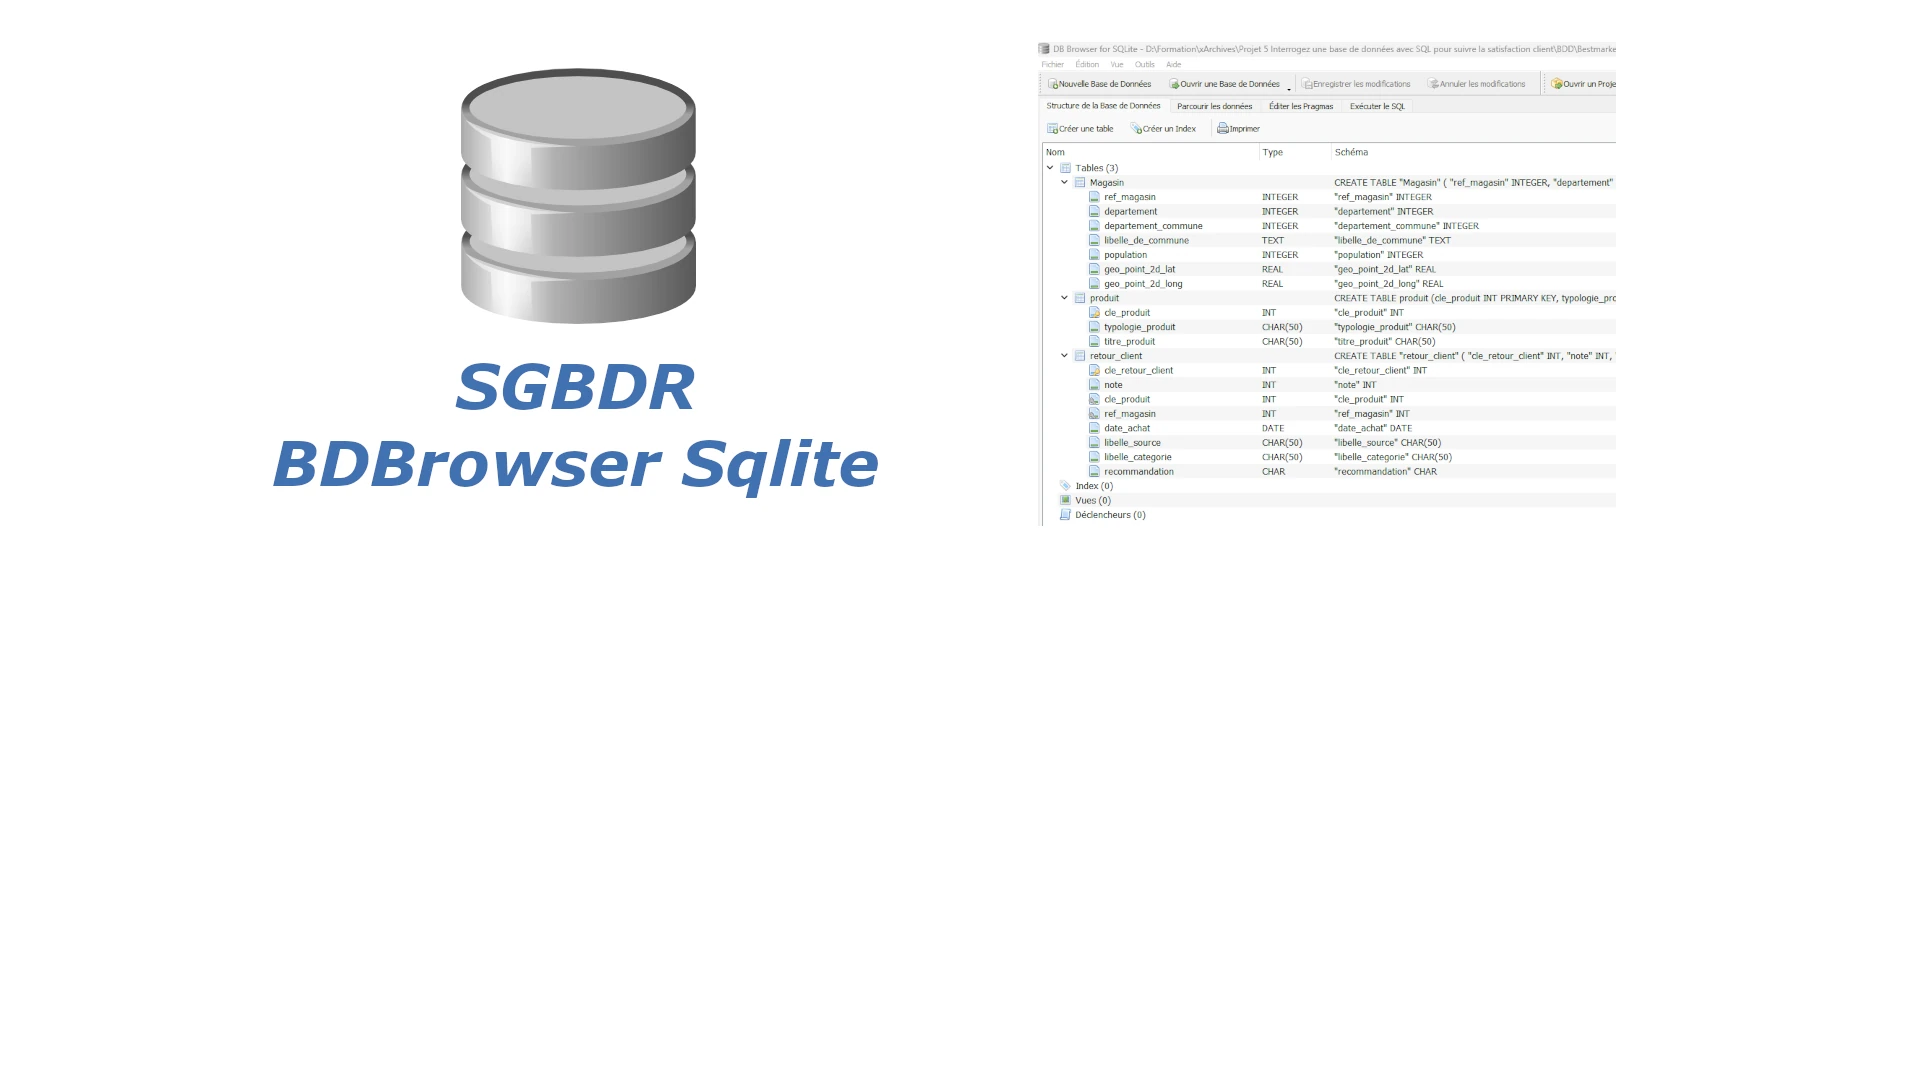 SGBDR
BDBrowser Sqlite
DB Browser for SQLite - D:\Formation\xArchives\Projet 5 Interrogez une base de données avec SQL pour suivre la satisfaction client\BDD\Bestmarke
Fichier Édition Vue Outils Aide
Nouvelle Base de Données Ouvrir une Base de Données Enregistrer les modifications Annuler les modifications Ouvrir un Proje
Structure de la Base de Données Parcourir les données Éditer les Pragmas Exécuter le SQL
Créer une table Créer un Index Imprimer
Nom Type Schéma
Tables (3)
Magasin CREATE TABLE "Magasin" ( "ref_magasin" INTEGER, "departement"
ref_magasin INTEGER "ref_magasin" INTEGER
departement INTEGER "departement" INTEGER
departement_commune INTEGER "departement_commune" INTEGER
libelle_de_commune TEXT "libelle_de_commune" TEXT
population INTEGER "population" INTEGER
geo_point_2d_lat REAL "geo_point_2d_lat" REAL
geo_point_2d_long REAL "geo_point_2d_long" REAL
produit CREATE TABLE produit (cle_produit INT PRIMARY KEY, typologie_prc
cle_produit INT "cle_produit" INT
typologie_produit CHAR(50) "typologie_produit" CHAR(50)
titre_produit CHAR(50) "titre_produit" CHAR(50)
retour_client CREATE TABLE "retour_client" ( "cle_retour_client" INT, "note" INT, '
cle_retour_client INT "cle_retour_client" INT
note INT "note" INT
cle_produit INT "cle_produit" INT
ref_magasin INT "ref_magasin" INT
date_achat DATE "date_achat" DATE
libelle_source CHAR(50) "libelle_source" CHAR(50)
libelle_categorie CHAR(50) "libelle_categorie" CHAR(50)
recommandation CHAR "recommandation" CHAR
Index (0)
Vues (0)
Déclencheurs (0)